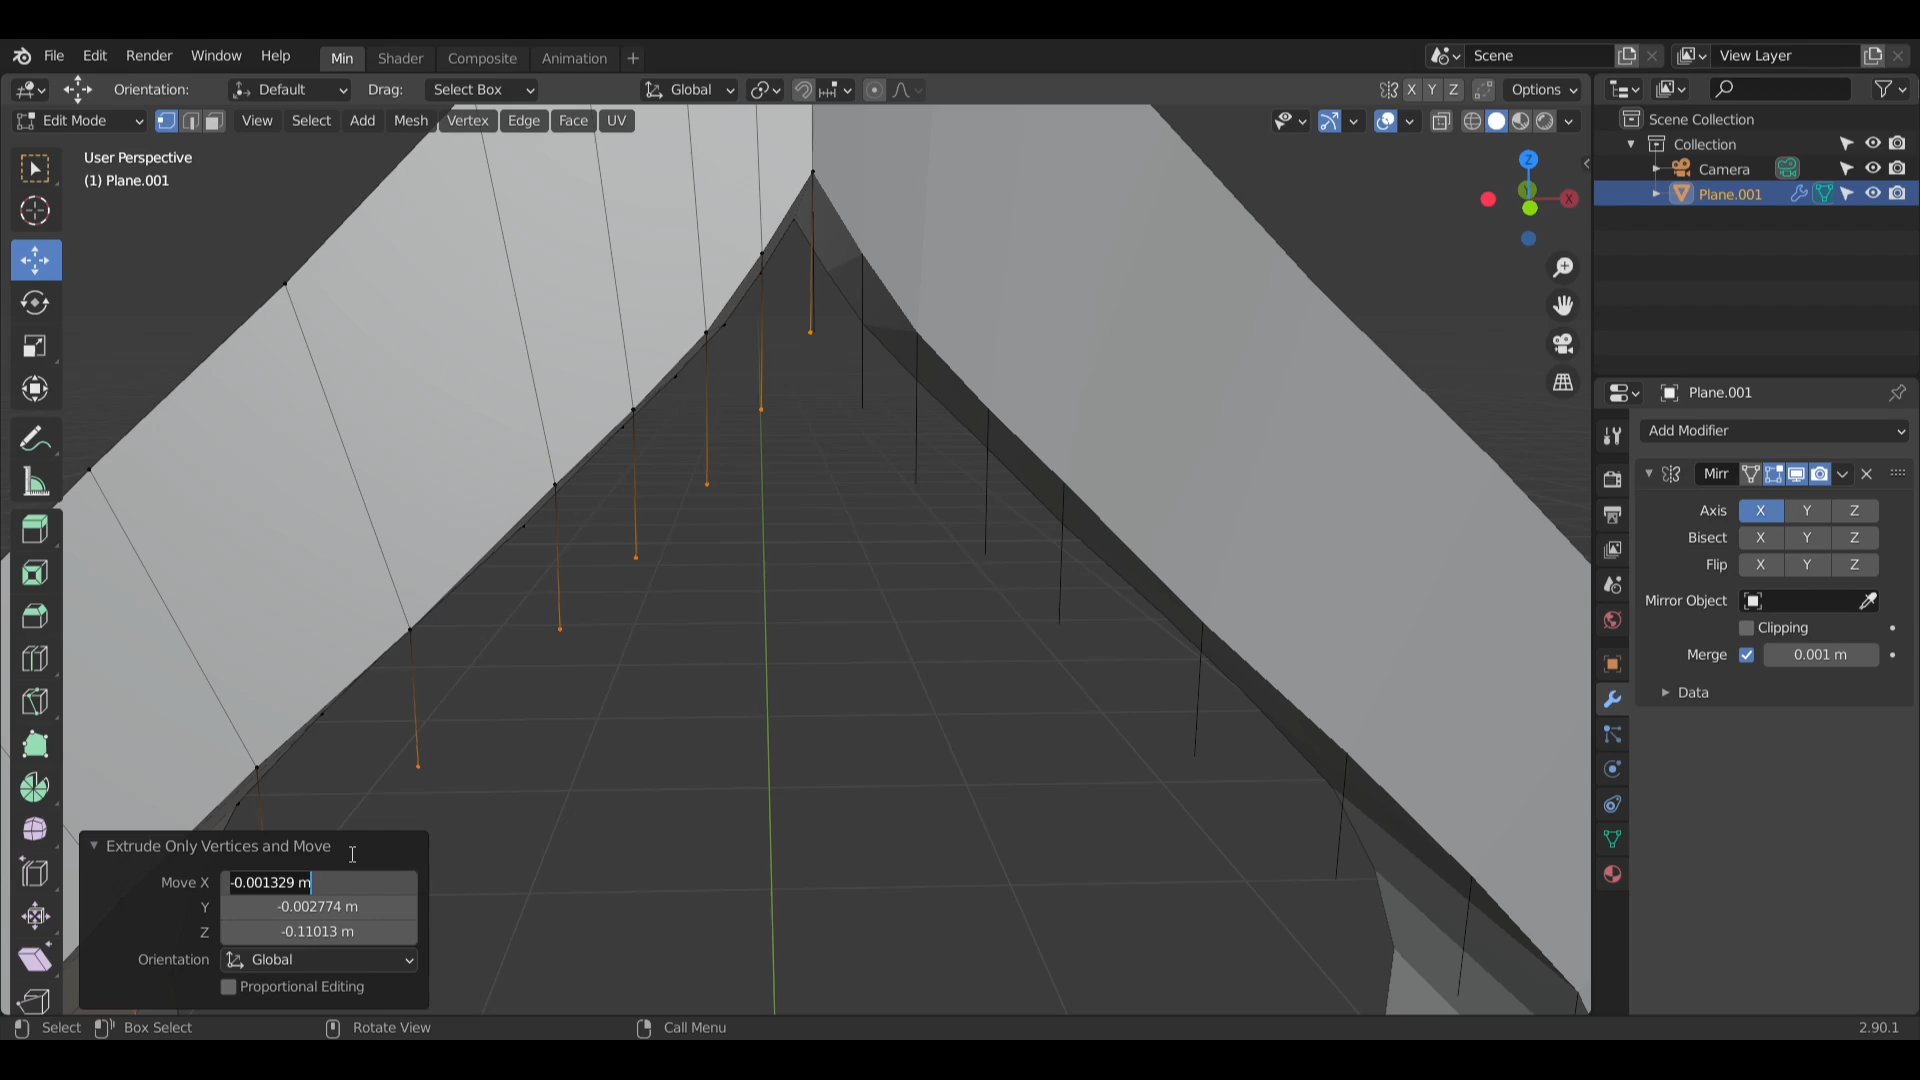 File Edit Render Window Help Min Shader Composite Animation + Scene View Layer
Orientation: Default Drag: Select Box Global X Y Z Options
Edit Mode View Select Add Mesh Vertex Edge Face UV
User Perspective
(1) Plane.001
Z
X
Scene Collection
Collection
Camera
Plane.001
Plane.001
Add Modifier
Mirr
Axis X Y Z
Bisect X Y Z
Flip X Y Z
Mirror Object
Clipping
Merge 0.001 m
Data
Extrude Only Vertices and Move
Move X -0.001329 m
Y -0.002774 m
Z -0.11013 m
Orientation Global
Proportional Editing
Select Box Select Rotate View Call Menu 2.90.1